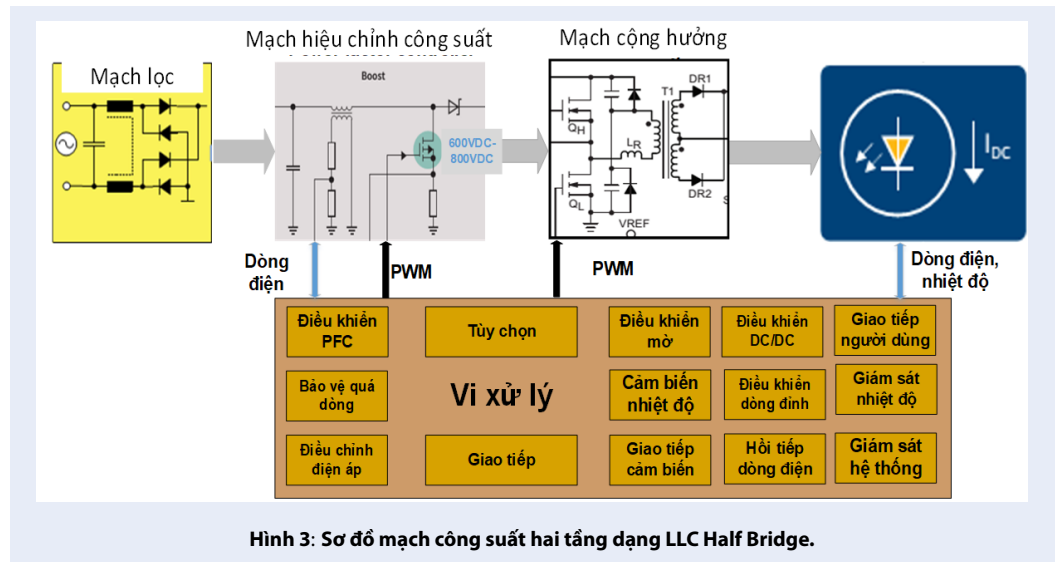 Mạch lọc
Mạch hiệu chỉnh công suất
Boost
600VDC-
800VDC
Mạch cộng hưởng
QH
QL
LR
T1
DR1
DR2
VREF
IDC
Dòng
điện
PWM
PWM
Dòng điện,
nhiệt độ
Điều khiển
PFC
Tùy chọn
Điều khiển
mờ
Điều khiển
DC/DC
Giao tiếp
người dùng
Bảo vệ quá
dòng
Vi xử lý
Cảm biến
nhiệt độ
Điều khiển
dòng đỉnh
Giám sát
nhiệt độ
Điều chỉnh
điện áp
Giao tiếp
Giao tiếp
cảm biến
Hồi tiếp
dòng điện
Giám sát
hệ thống
Hình 3: Sơ đồ mạch công suất hai tầng dạng LLC Half Bridge.